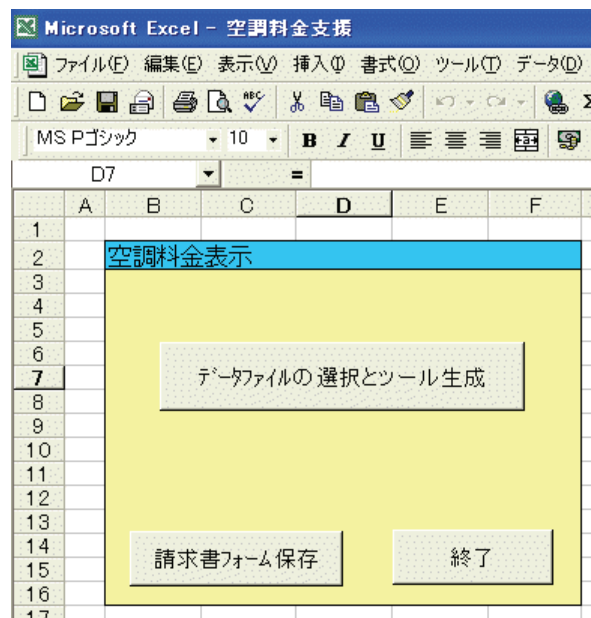 Microsoft Excel - 空調料金支援
ファイル(F) 編集(E) 表示(V) 挿入(I) 書式(O) ツール(T) データ(D)
ABC
MS Pゴシック 10 B I U
D7 =
A B C D E F
1
2 空調料金表示
3
4
5
6
7 ﾃﾞｰﾀﾌｧｲﾙの選択とツール生成
8
9
10
11
12
13
14
15 請求書ﾌｫｰﾑ保存 終了
16
17